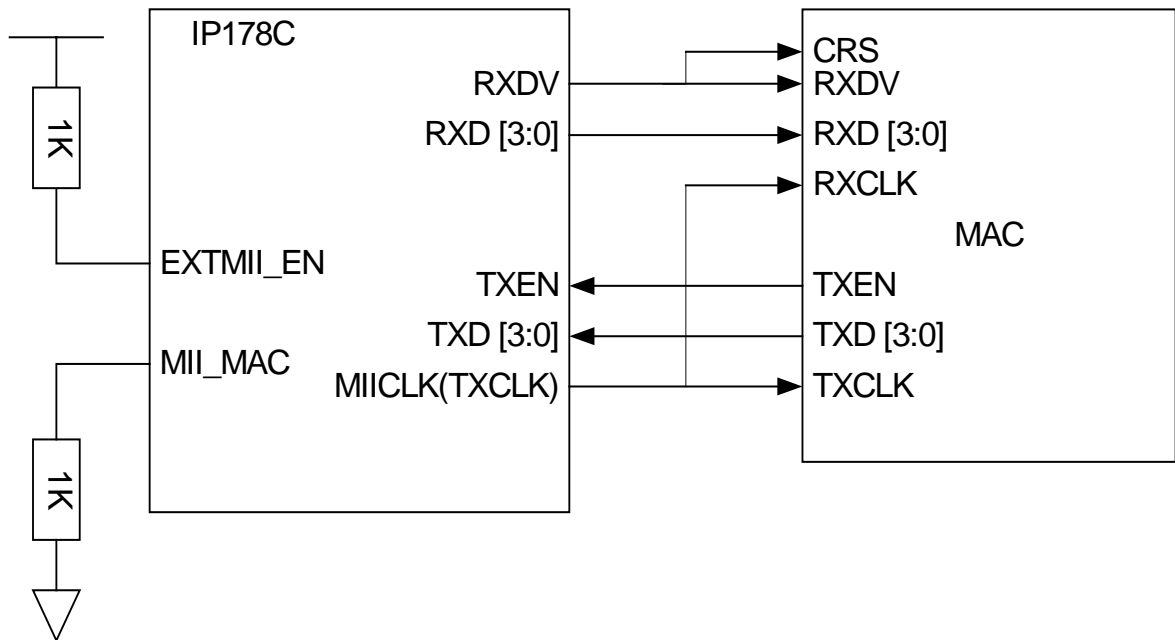 IP178C
RXDV
RXD [3:0]
1K
EXTMII_EN
TXEN
TXD [3:0]
MII_MAC
MIICLK(TXCLK)
1K
CRS
RXDV
RXD [3:0]
RXCLK
MAC
TXEN
TXD [3:0]
TXCLK